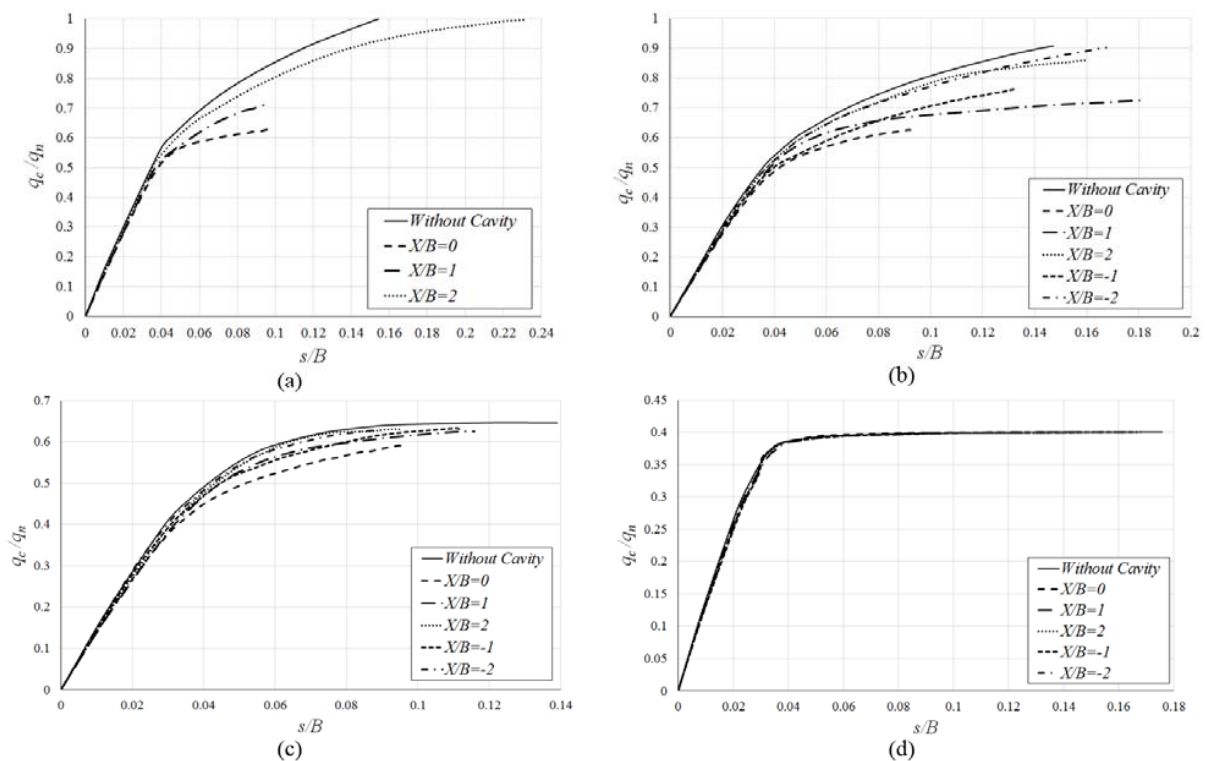 1
0.9
0.8
0.7
0.6
0.5
0.4
0.3
0.2
0.1
0
q_c/q_n
Without Cavity
X/B=0
X/B=1
X/B=2
0 0.02 0.04 0.06 0.08 0.1 0.12 0.14 0.16 0.18 0.2 0.22 0.24
s/B
(a)
1
0.9
0.8
0.7
0.6
0.5
0.4
0.3
0.2
0.1
0
q_c/q_n
Without Cavity
X/B=0
X/B=1
X/B=2
X/B=-1
X/B=-2
0 0.02 0.04 0.06 0.08 0.1 0.12 0.14 0.16 0.18 0.2
s/B
(b)
0.7
0.6
0.5
0.4
0.3
0.2
0.1
0
q_c/q_n
Without Cavity
X/B=0
X/B=1
X/B=2
X/B=-1
X/B=-2
0 0.02 0.04 0.06 0.08 0.1 0.12 0.14
s/B
(c)
0.45
0.4
0.35
0.3
0.25
0.2
0.15
0.1
0.05
0
q_c/q_n
Without Cavity
X/B=0
X/B=1
X/B=2
X/B=-1
X/B=-2
0 0.02 0.04 0.06 0.08 0.1 0.12 0.14 0.16 0.18
s/B
(d)